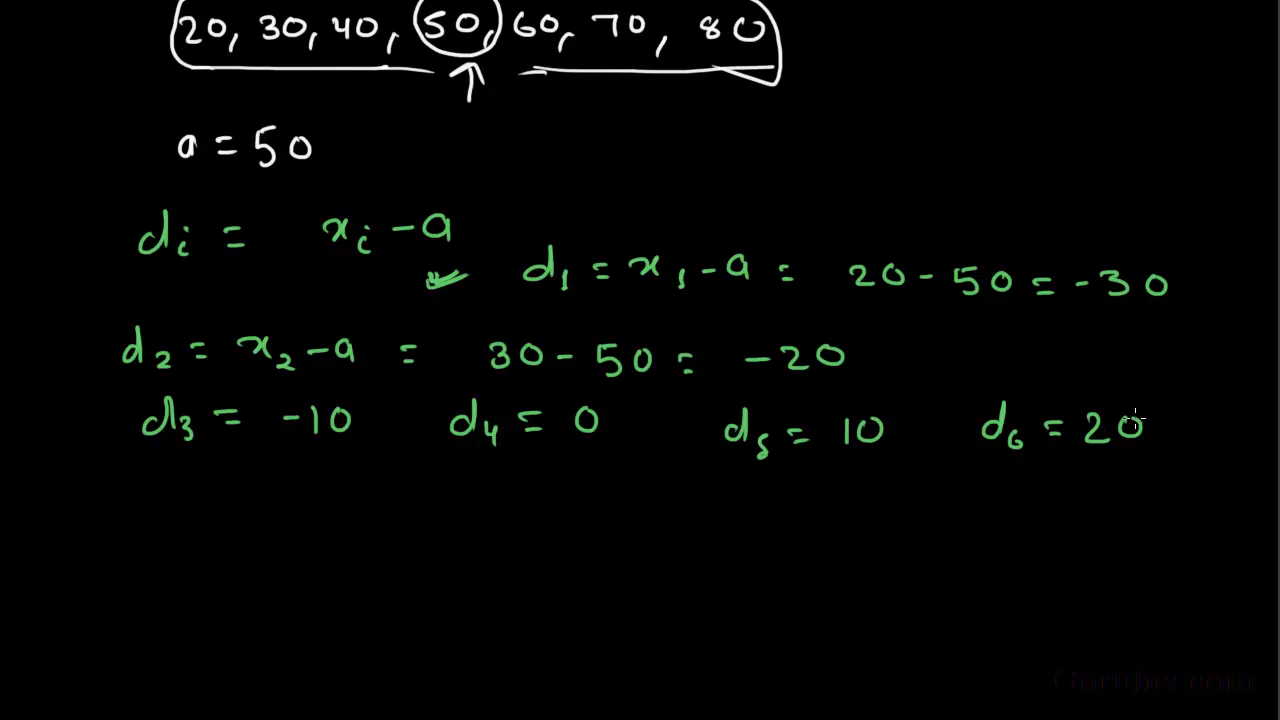 20, 30, 40, 50, 60, 70, 80
a = 50
di = xi - a
d1 = x1 - a = 20 - 50 = -30
d2 = x2 - a = 30 - 50 = -20
d3 = -10 d4 = 0 d5 = 10 d6 = 20